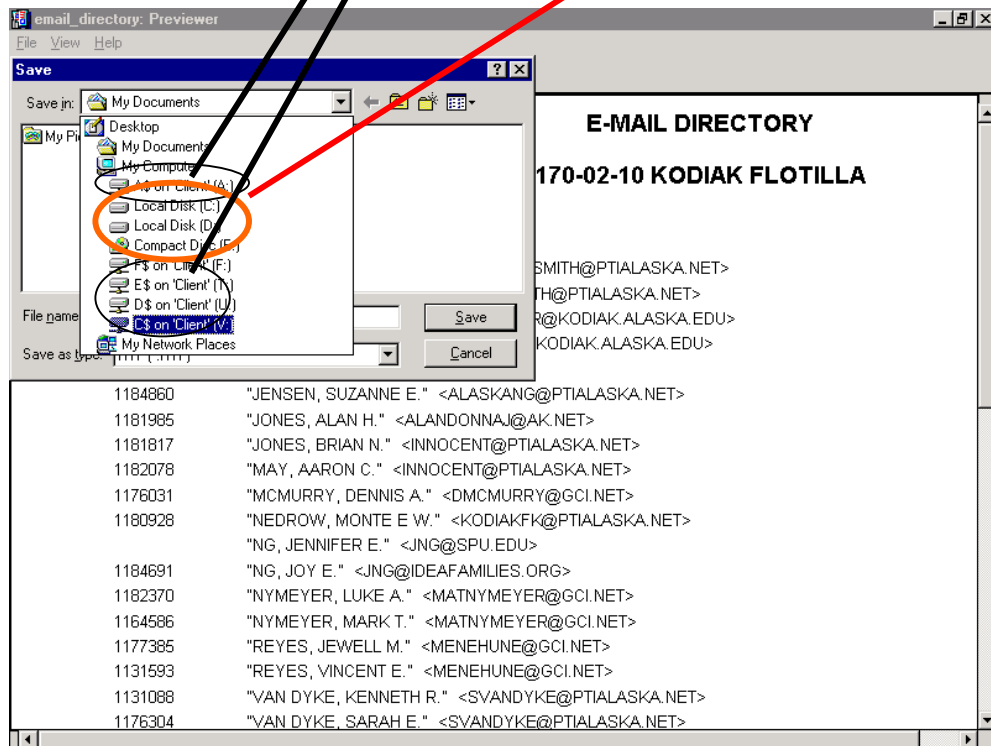 email_directory: Previewer
File View Help
Save
Save in: My Documents
My
Desktop
My Documents
My Computer
A$ on 'Client' (A:)
Local Disk (C:)
Local Disk (D:)
Compact Disc
F$ on 'Client' (F:)
E$ on 'Client' (T:)
D$ on 'Client' (U:)
C$ on 'Client' (V:)
My Network Places
File name
Save
Save as type:
Cancel
E-MAIL DIRECTORY
170-02-10 KODIAK FLOTILLA
SMITH@PTIALASKA.NET>
TH@PTIALASKA.NET>
R@KODIAK.ALASKA.EDU>
KODIAK.ALASKA.EDU>
1184860 "JENSEN, SUZANNE E." <ALASKANG@PTIALASKA.NET>
1181985 "JONES, ALAN H." <ALANDONNAJ@AK.NET>
1181817 "JONES, BRIAN N." <INNOCENT@PTIALASKA.NET>
1182078 "MAY, AARON C." <INNOCENT@PTIALASKA.NET>
1176031 "MCMURRY, DENNIS A." <DMCMURRY@GCI.NET>
1180928 "NEDROW, MONTE E W." <KODIAKFK@PTIALASKA.NET>
"NG, JENNIFER E." <JNG@SPU.EDU>
1184691 "NG, JOY E." <JNG@IDEAFAMILIES.ORG>
1182370 "NYMEYER, LUKE A." <MATNYMEYER@GCI.NET>
1164586 "NYMEYER, MARK T." <MATNYMEYER@GCI.NET>
1177385 "REYES, JEWELL M." <MENEHUNE@GCI.NET>
1131593 "REYES, VINCENT E." <MENEHUNE@GCI.NET>
1131088 "VAN DYKE, KENNETH R." <SVANDYKE@PTIALASKA.NET>
1176304 "VAN DYKE, SARAH E." <SVANDYKE@PTIALASKA.NET>